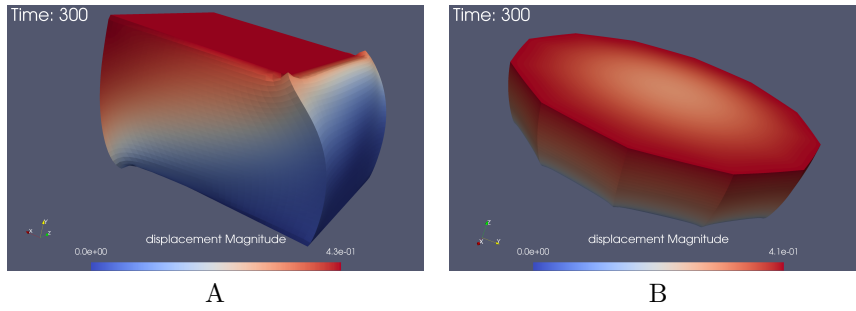 Time: 300
displacement Magnitude
0.0e+00
4.3e-01
A
Time: 300
displacement Magnitude
0.0e+00
4.1e-01
B